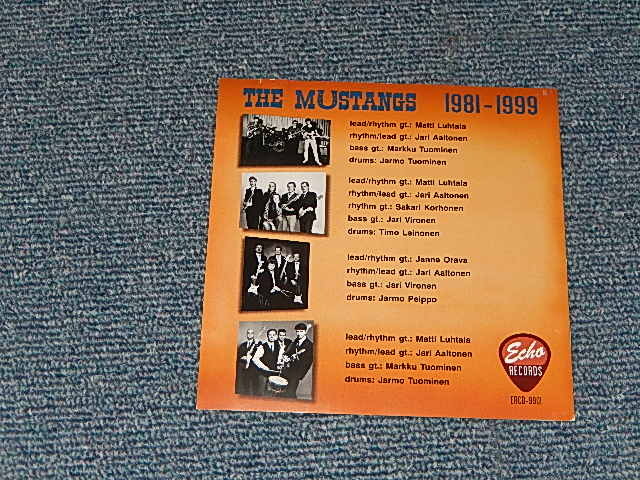 THE MUSTANGS 1981-1999
lead/rhythm gt.: Matti Luhtala
rhythm/lead gt.: Jari Aaltonen
bass gt.: Markku Tuominen
drums: Jarmo Tuominen
lead/rhythm gt.: Matti Luhtala
rhythm/lead gt.: Jari Aaltonen
rhythm gt.: Sakari Korhonen
bass gt.: Jari Vironen
drums: Timo Leinonen
lead/rhythm gt.: Janne Orava
rhythm/lead gt.: Jari Aaltonen
bass gt.: Jari Vironen
drums: Jarmo Peippo
lead/rhythm gt.: Matti Luhtala
rhythm/lead gt.: Jari Aaltonen
bass gt.: Markku Tuominen
drums: Jarmo Tuominen
Echo
RECORDS
ERCD-9901